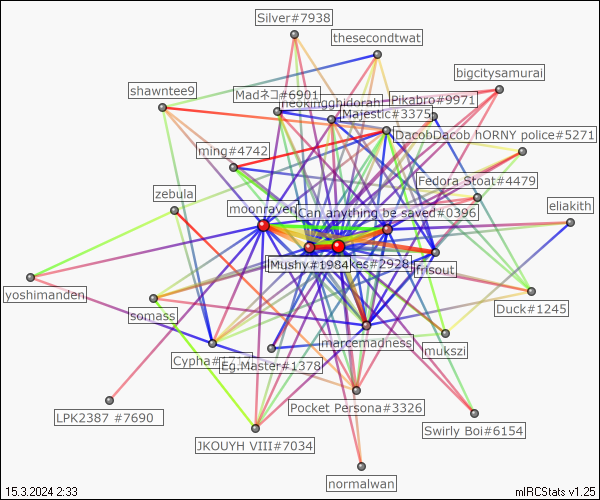 Silver#7938
thesecondtwat
bigcitysamurai
shawntee9
Madネコ#6901
neokingghidorah
Pikabro#9971
Majestic#3375
DacobDacob
hORNY police#5271
ming#4742
Fedora Stoat#4479
zebula
moonraven
Can anything be saved#0396
eliakith
Mushy#1984
kes#2928
ifrisout
yoshimanden
somass
Duck#1245
marcemadness
mukszi
Cypha#1717
Eg.Master#1378
LPK2387 #7690
Pocket Persona#3326
Swirly Boi#6154
JKOUYH VIII#7034
normalwan
15.3.2024 2:33
mIRCStats v1.25